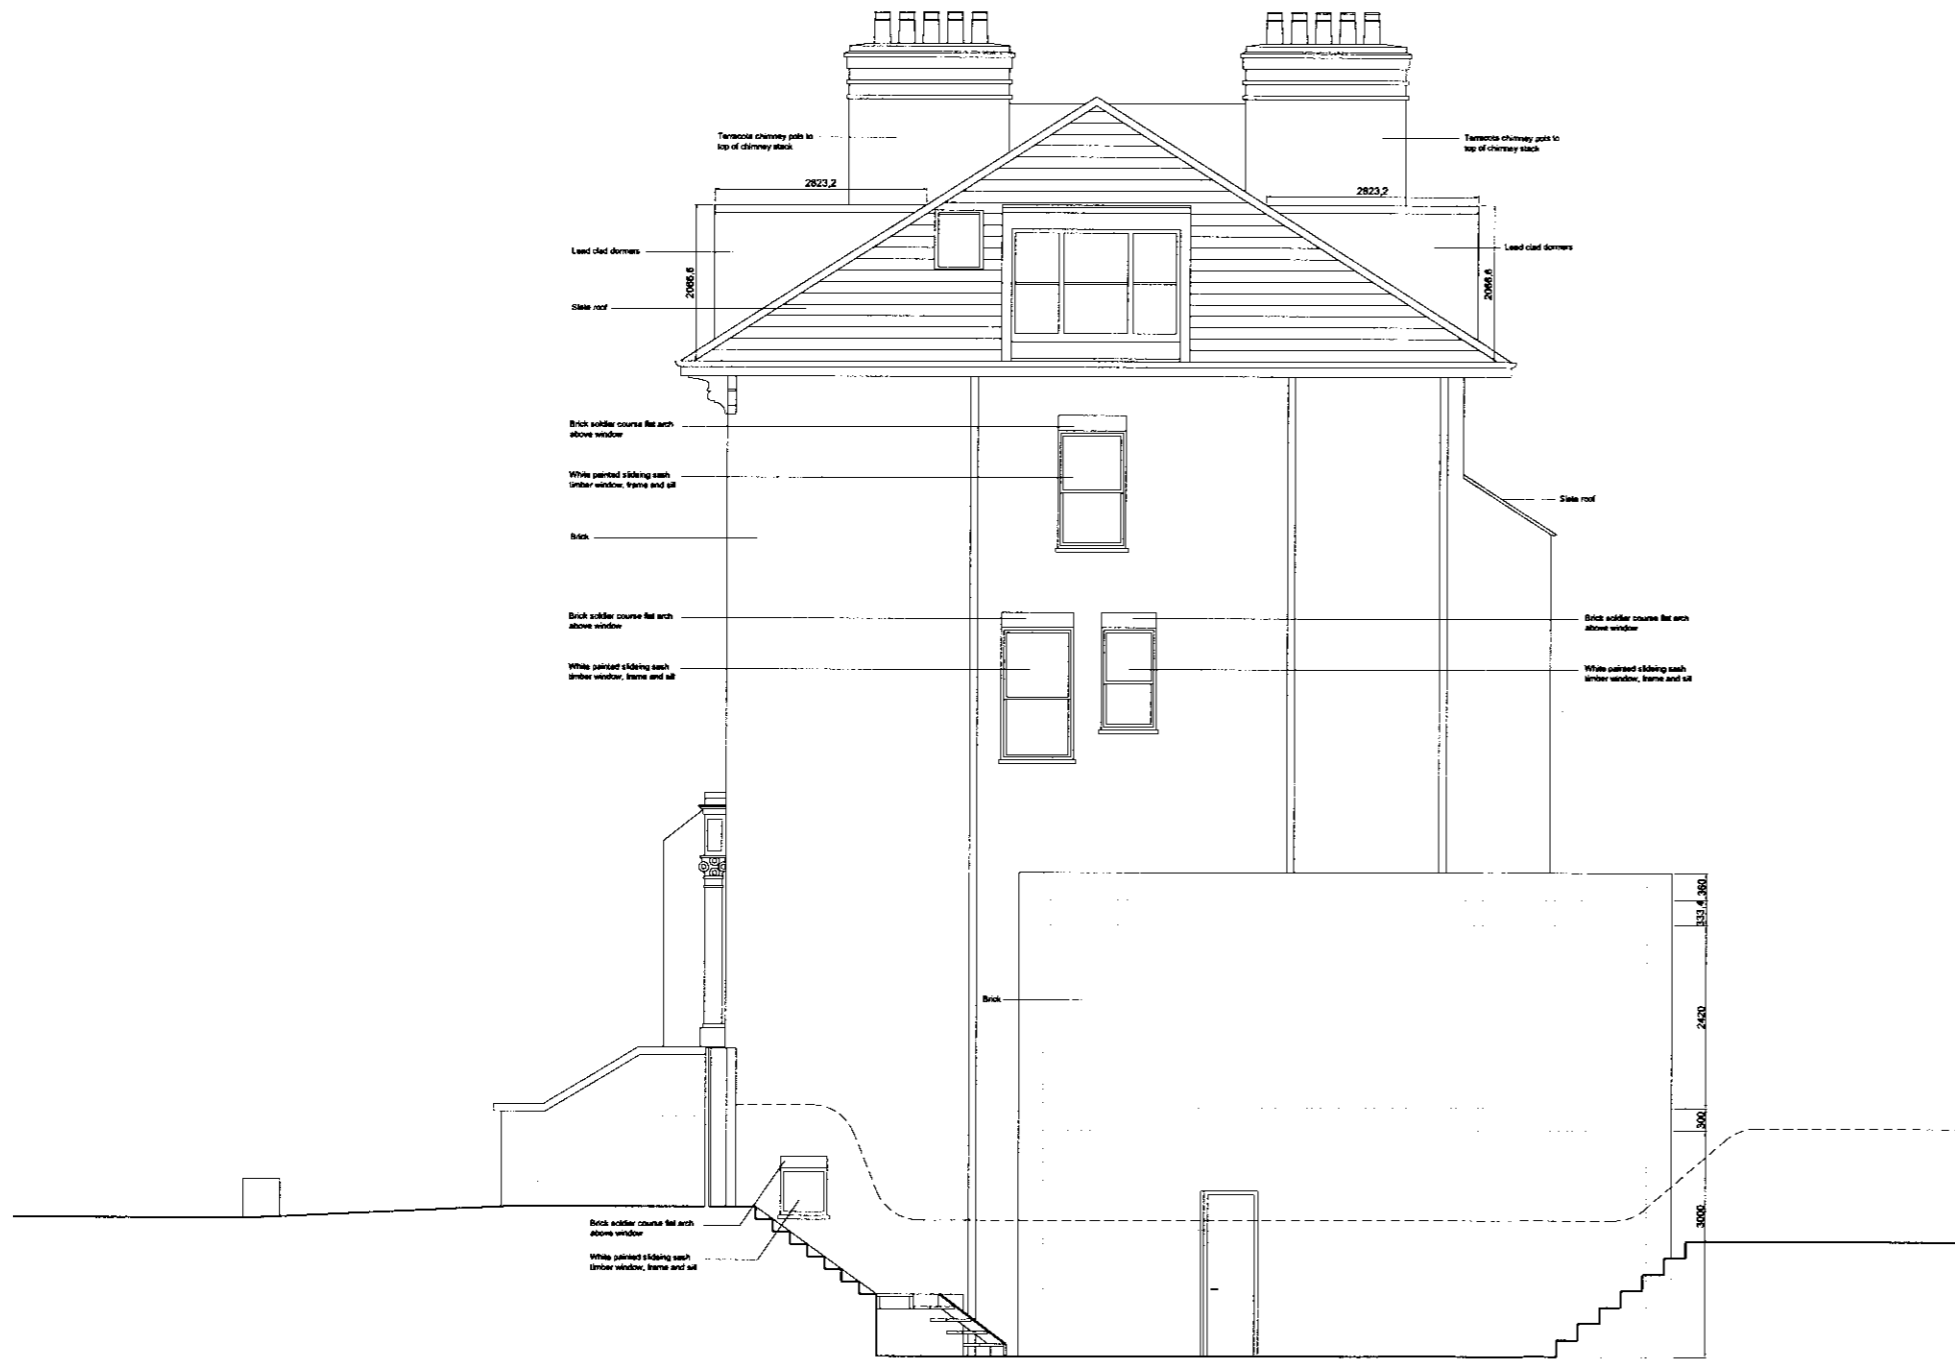 Terracota chimney pots to
top of chimney stack
Terracota chimney pots to
top of chimney stack
2823,2
2823,2
Lead clad dormers
Lead clad dormers
2066,6
2066,6
Slate roof
Brick soldier course flat arch
above window
White painted slideing sash
timber window, frame and sill
Slate roof
Brick
Brick soldier course flat arch
above window
Brick soldier course flat arch
above window
White painted slideing sash
timber window, frame and sill
White painted slideing sash
timber window, frame and sill
360
333,4
Brick
2420
300
3000
Brick soldier course flat arch
above window
White painted slideing sash
timber window, frame and sill